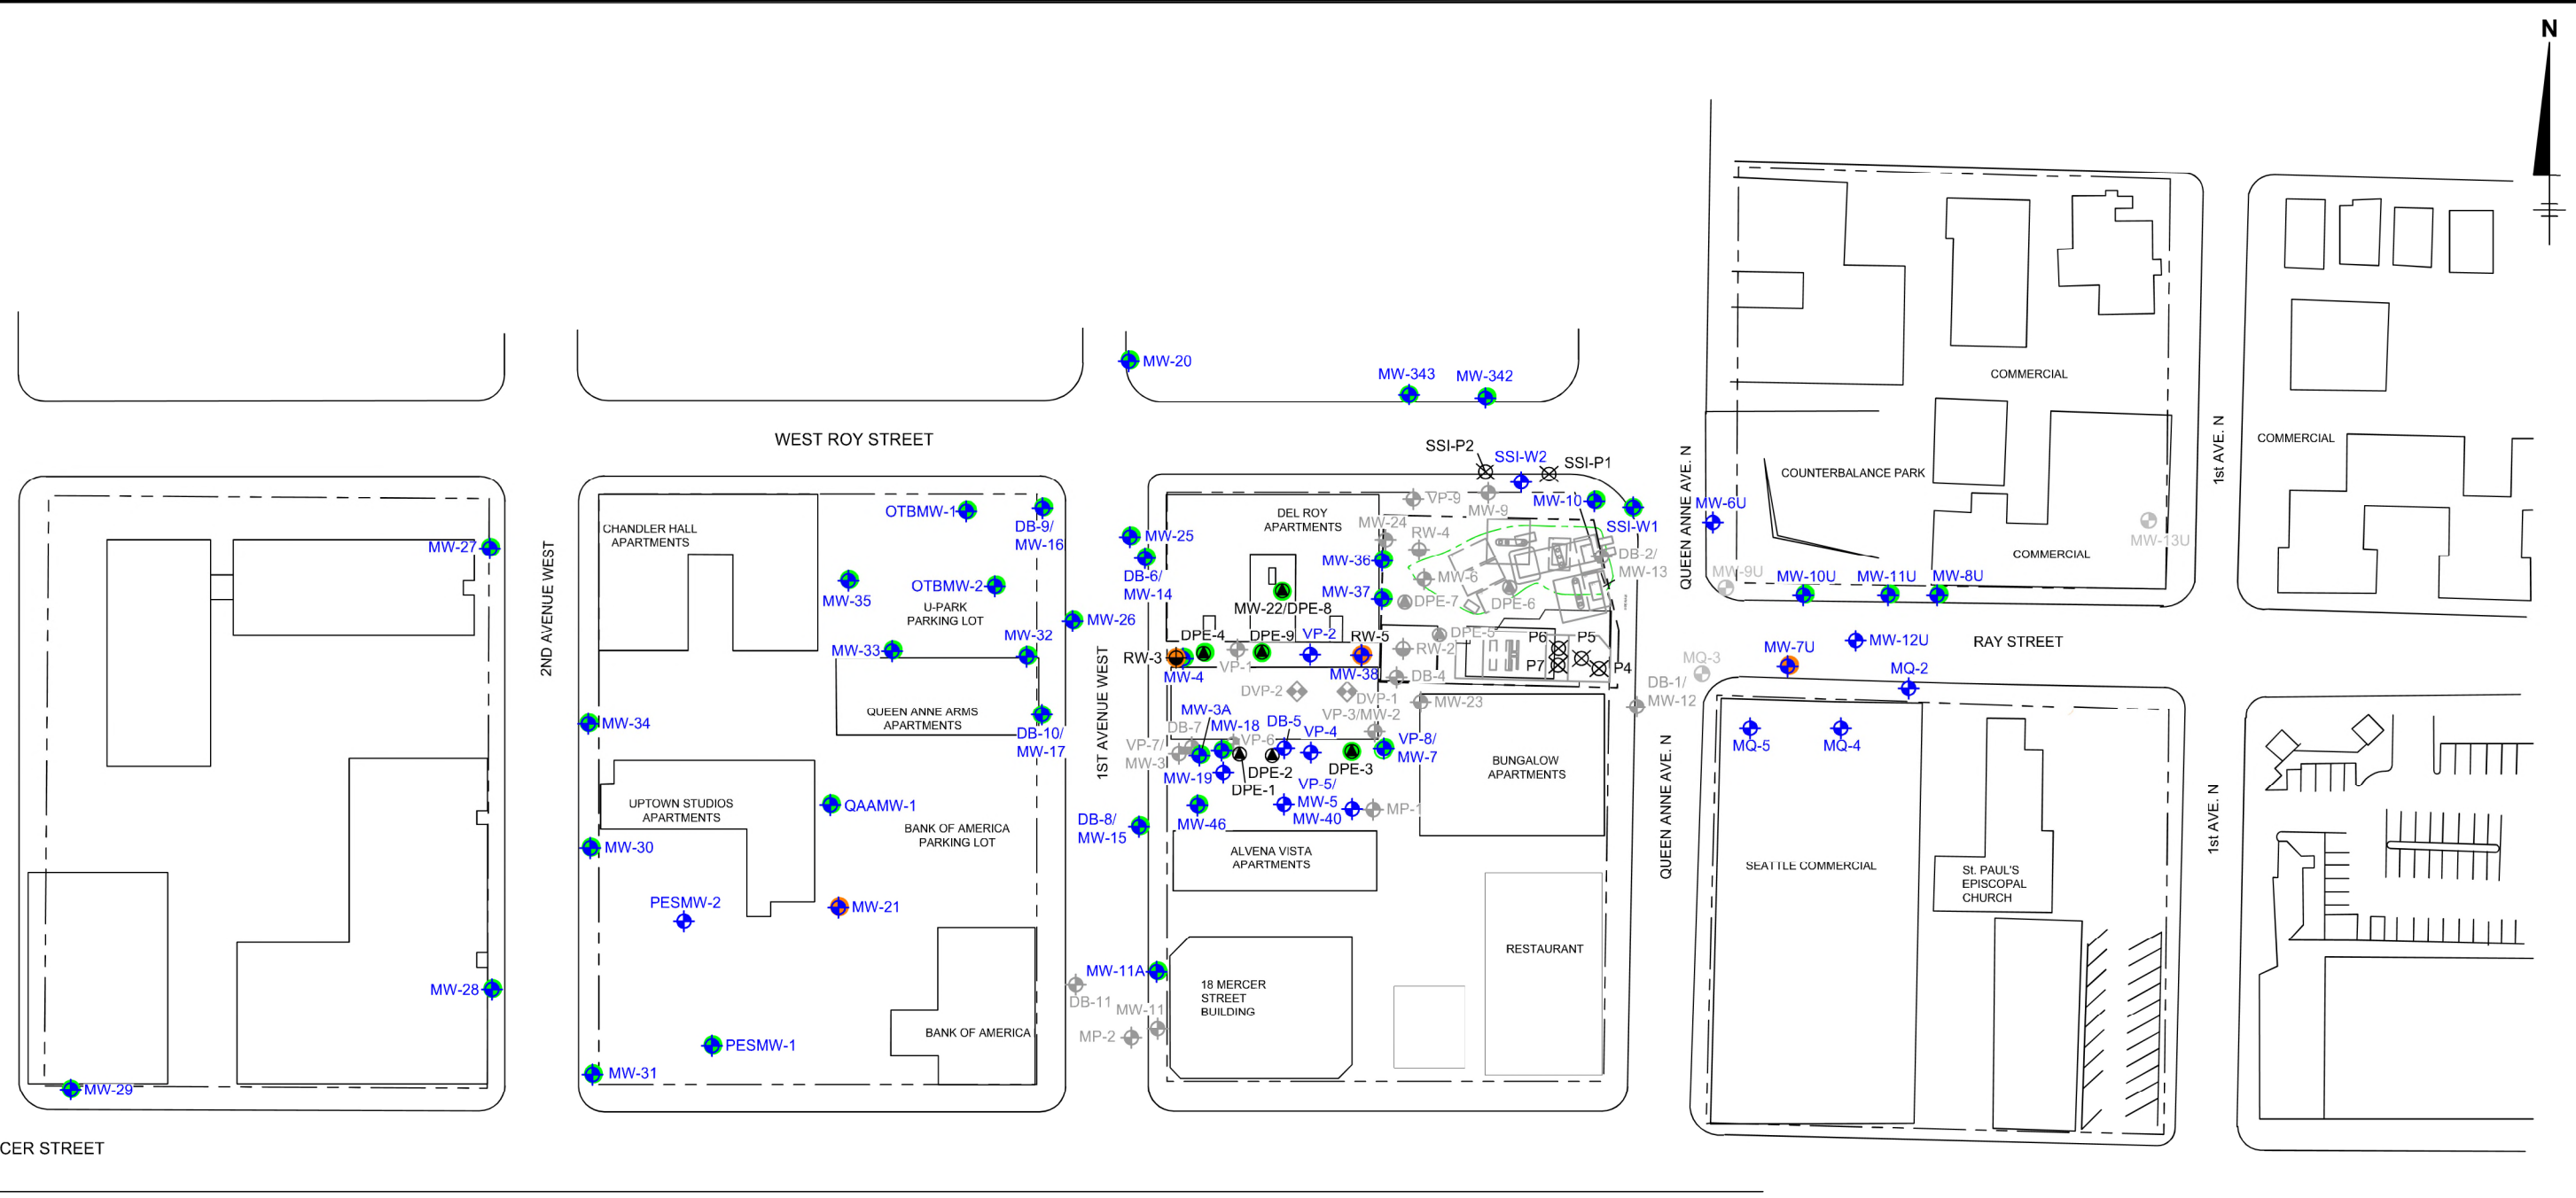 N
MW-20
MW-343
MW-342
WEST ROY STREET
COMMERCIAL
1st AVE. N
COMMERCIAL
SSI-P2
SSI-W2
SSI-P1
COUNTERBALANCE PARK
QUEEN ANNE AVE. N
MW-27
2ND AVENUE WEST
CHANDLER HALL
APARTMENTS
OTBMW-1
DB-9/
MW-16
MW-35
OTBMW-2
U-PARK
PARKING LOT
MW-32
MW-33
MW-26
MW-25
DB-6/
MW-14
DEL ROY
APARTMENTS
VP-9
MW-9
MW-10
SSI-W1
MW-24
RW-4
MW-36
MW-6
DB-2/
MW-13
MW-37
DPE-7
DPE-6
MW-22/DPE-8
DPE-4
DPE-9
VP-2
RW-5
DPE-5
RW-3
VP-1
RW-2
P6
P5
P7
P4
MW-4
MW-38
DB-4
DVP-2
DVP-1
MW-23
DB-1/
MW-12
MW-6U
MW-9U
MW-10U
MW-11U
MW-8U
COMMERCIAL
MW-13U
MW-7U
MW-12U
RAY STREET
MQ-3
MQ-2
MQ-5
MQ-4
1ST AVENUE WEST
QUEEN ANNE ARMS
APARTMENTS
MW-34
DB-10/
MW-17
MW-3A
MW-18
DB-5
VP-4
VP-3/MW-2
DB-7
VP-7/
MW-3
VP-6
VP-8/
MW-7
MW-19
DPE-2
DPE-3
DPE-1
VP-5/
MW-5
MW-40
MP-1
MW-46
BUNGALOW
APARTMENTS
QUEEN ANNE AVE. N
1st AVE. N
UPTOWN STUDIOS
APARTMENTS
QAAMW-1
BANK OF AMERICA
PARKING LOT
DB-8/
MW-15
MW-30
ALVENA VISTA
APARTMENTS
SEATTLE COMMERCIAL
St. PAUL'S
EPISCOPAL
CHURCH
PESMW-2
MW-21
RESTAURANT
MW-28
MW-11A
DB-11
MW-11
MP-2
18 MERCER
STREET
BUILDING
BANK OF AMERICA
PESMW-1
MW-31
MW-29
CER STREET